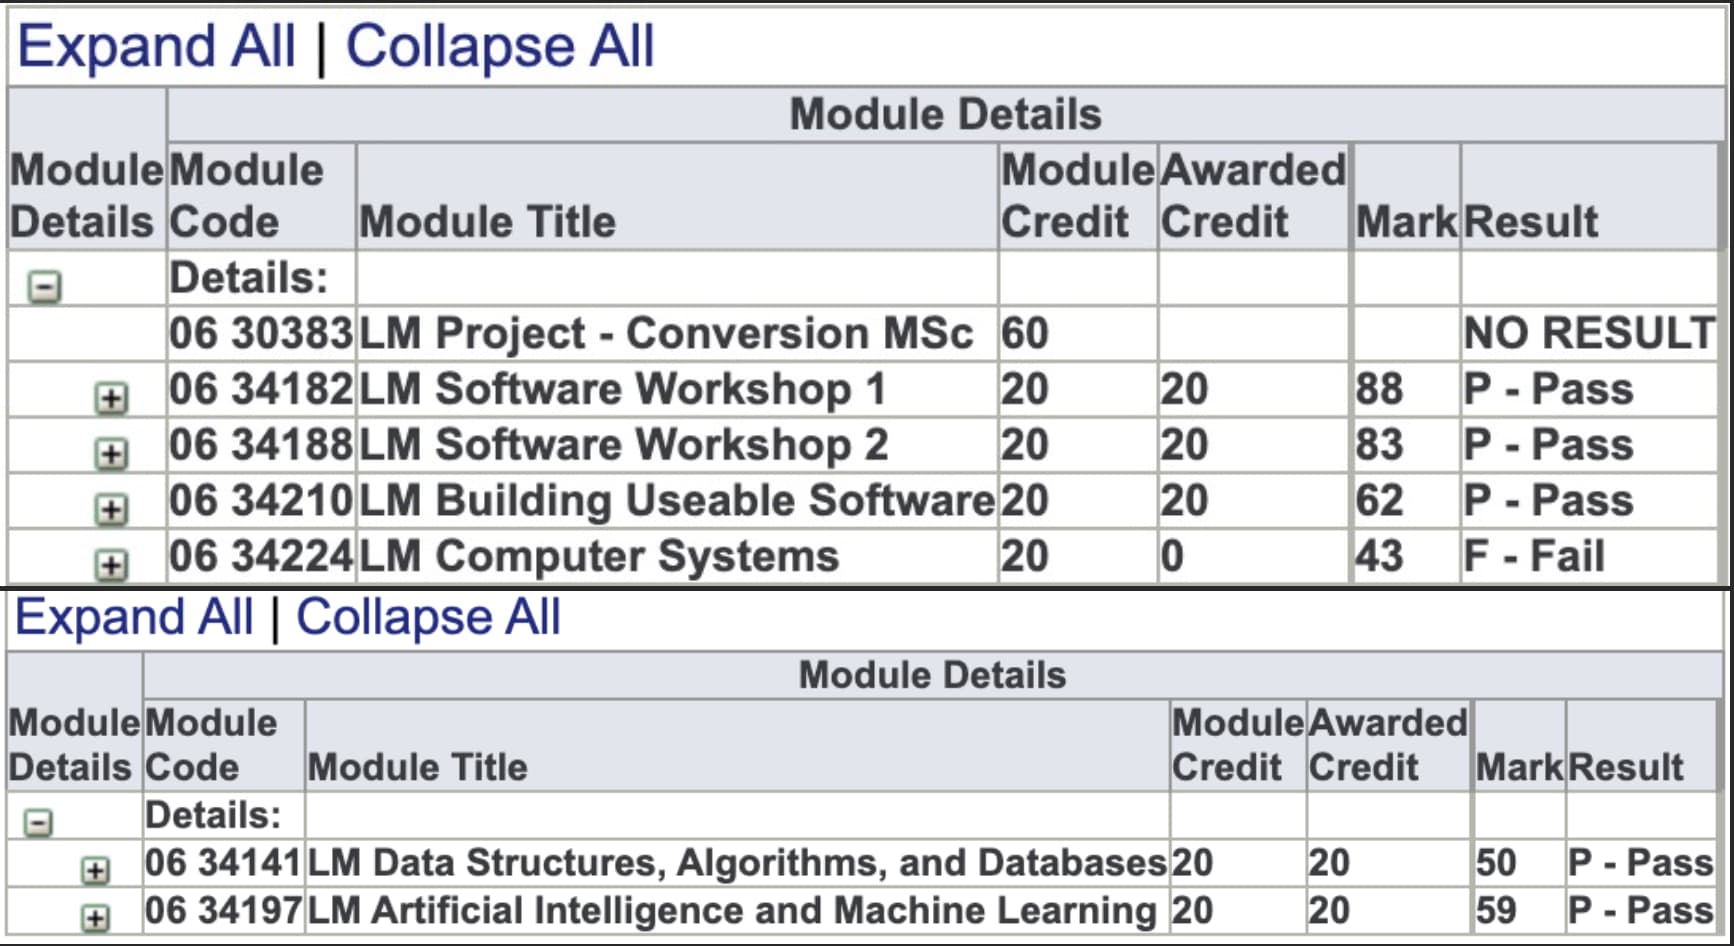 Expand All | Collapse All
Module Details
Module Details Module Code Module Title Module Credit Awarded Credit Mark Result
Details:
06 30383 LM Project - Conversion MSc 60 NO RESULT
06 34182 LM Software Workshop 1 20 20 88 P - Pass
06 34188 LM Software Workshop 2 20 20 83 P - Pass
06 34210 LM Building Useable Software 20 20 62 P - Pass
06 34224 LM Computer Systems 20 0 43 F - Fail
Expand All | Collapse All
Module Details
Module Details Module Code Module Title Module Credit Awarded Credit Mark Result
Details:
06 34141 LM Data Structures, Algorithms, and Databases 20 20 50 P - Pass
06 34197 LM Artificial Intelligence and Machine Learning 20 20 59 P - Pass